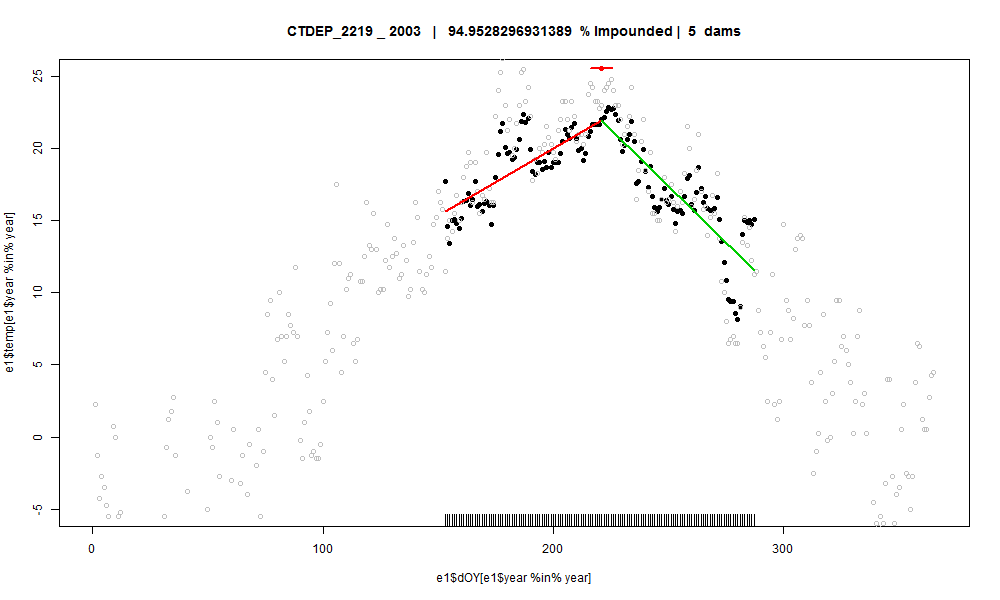 CTDEP_2219 _ 2003 | 94.9528296931389 % Impounded | 5 dams
e1$temp[e1$year %in% year]
25
20
15
10
5
0
-5
0 100 200 300
e1$dOY[e1$year %in% year]